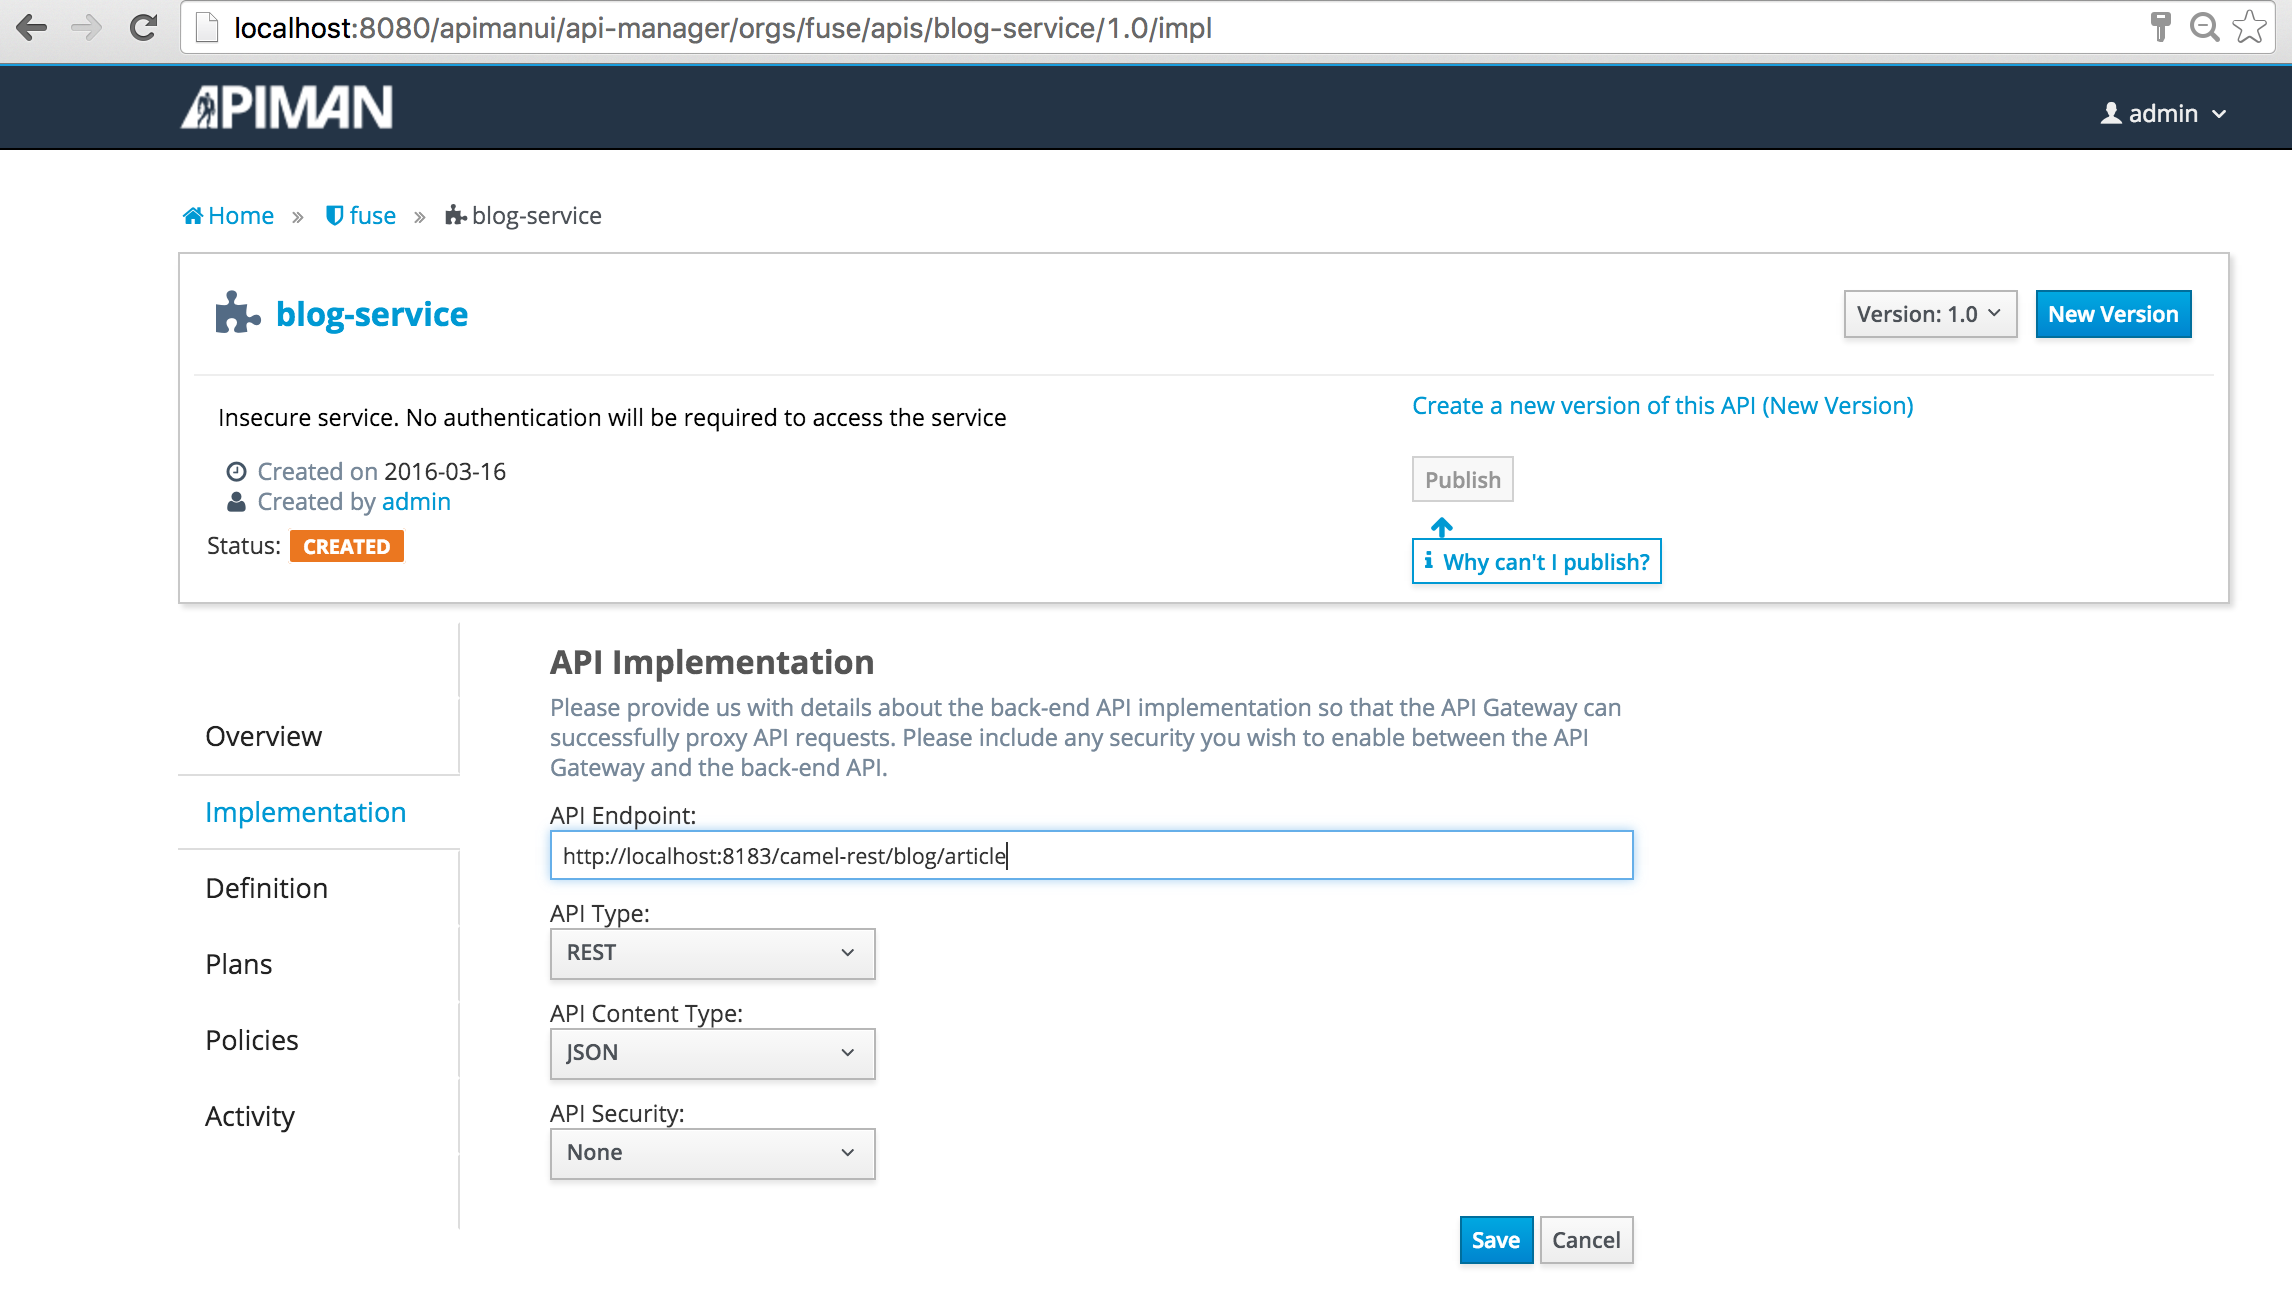 localhost:8080/apimanui/api-manager/orgs/fuse/apis/blog-service/1.0/impl
APIMAN
admin
Home » fuse » blog-service
blog-service
Version: 1.0
New Version
Insecure service. No authentication will be required to access the service
Created on 2016-03-16
Created by admin
Status: CREATED
Create a new version of this API (New Version)
Publish
Why can't I publish?
Overview
Implementation
Definition
Plans
Policies
Activity
API Implementation
Please provide us with details about the back-end API implementation so that the API Gateway can
successfully proxy API requests. Please include any security you wish to enable between the API
Gateway and the back-end API.
API Endpoint:
http://localhost:8183/camel-rest/blog/article
API Type:
REST
API Content Type:
JSON
API Security:
None
Save
Cancel